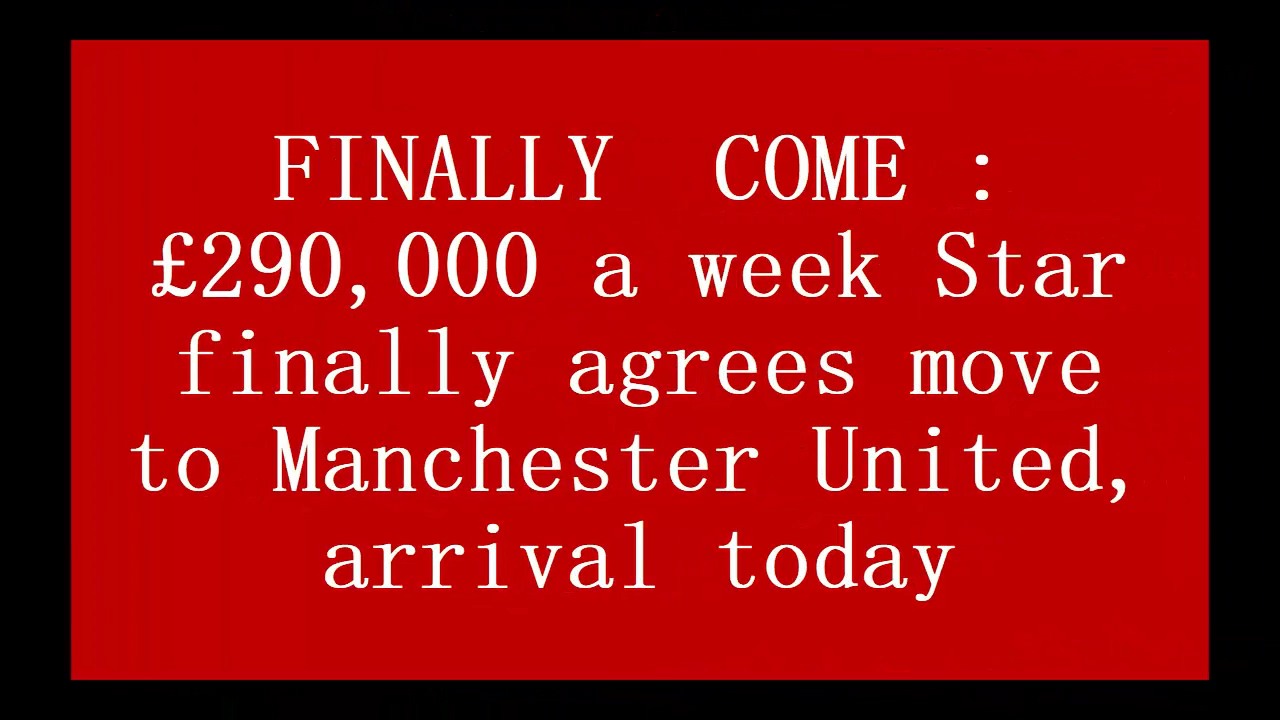 FINALLY COME :
£290,000 a week Star
finally agrees move
to Manchester United,
arrival today